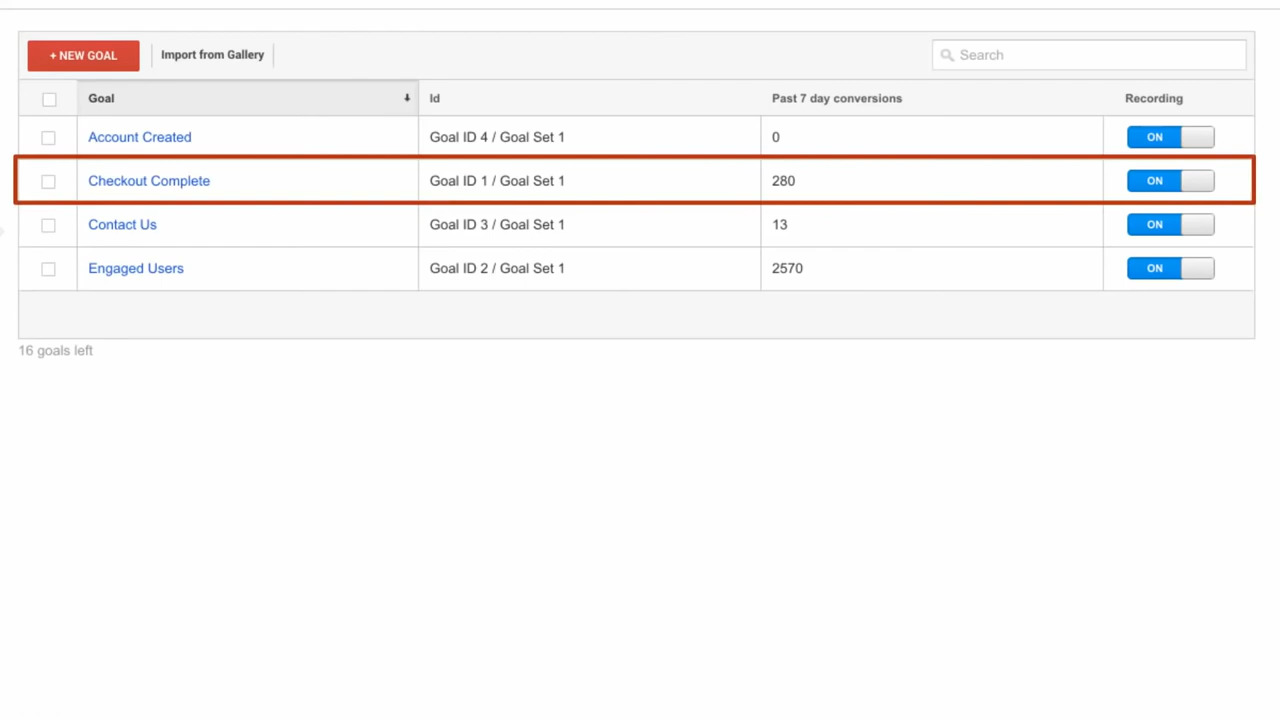 + NEW GOAL Import from Gallery Search
Goal Id Past 7 day conversions Recording
Account Created Goal ID 4 / Goal Set 1 0 ON
Checkout Complete Goal ID 1 / Goal Set 1 280 ON
Contact Us Goal ID 3 / Goal Set 1 13 ON
Engaged Users Goal ID 2 / Goal Set 1 2570 ON
16 goals left